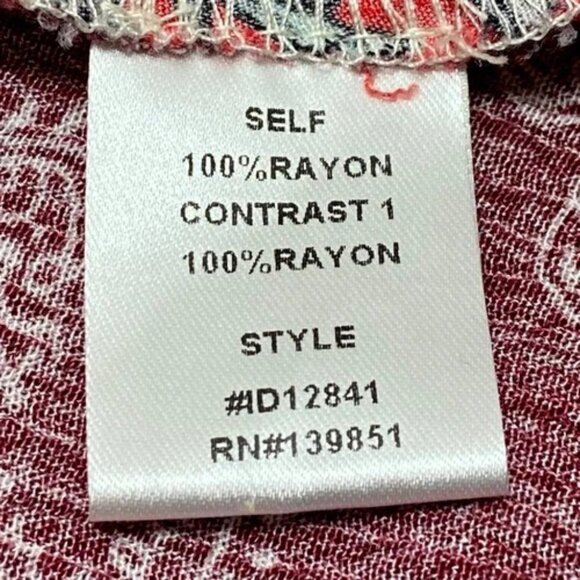 SELF
100%RAYON
CONTRAST 1
100%RAYON
STYLE
#ID12841
RN#139851